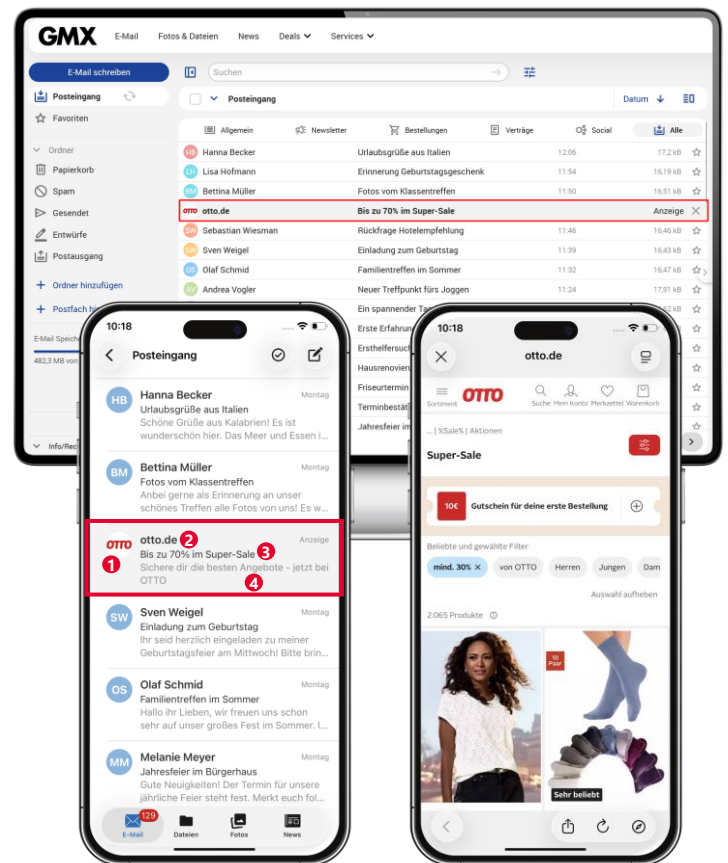 GMX E-Mail Fotos & Dateien News Deals Services
E-Mail schreiben
Suchen
Posteingang
Favoriten
Ordner
Papierkorb
Spam
Gesendet
Entwürfe
Postausgang
+ Ordner hinzufügen
+ Postfach
E-Mail
482,3 MB von
Posteingang Datum
Allgemein Newsletter Bestellungen Verträge Social Alle
HB Hanna Becker Urlaubsgrüße aus Italien 12:06 17,2 kB
LH Lisa Hofmann Erinnerung Geburtstagsgeschenk 11:54 16,19 kB
BM Bettina Müller Fotos vom Klassentreffen 11:50 16,51 kB
OTTO otto.de Bis zu 70% im Super-Sale Anzeige
SW Sebastian Wiesman Rückfrage Hotelempfehlung 11:46 16,46 kB
SW Sven Weigel Einladung zum Geburtstag 11:39 16,43 kB
OS Olaf Schmid Familientreffen im Sommer 11:32 16,47 kB
AV Andrea Vogler Neuer Treffpunkt fürs Joggen 11:24 17,91 kB
Ein spannender
Terminbestät
Friseurtermin
10:18
Posteingang
HB Hanna Becker Montag
Urlaubsgrüße aus Italien
Schöne Grüße aus Kalabrien! Es ist
wunderschön hier. Das Meer und Essen i...
BM Bettina Müller Montag
Fotos vom Klassentreffen
Anbei gerne als Erinnerung an unser
schönes Treffen alle Fotos von uns! Es w...
OTTO otto.de 2 Anzeige
1 Bis zu 70% im Super-Sale 3
Sichere dir die besten Angebote – jetzt bei
OTTO 4
SW Sven Weigel Montag
Einladung zum Geburtstag
Ihr seid herzlich eingeladen zu meiner
Geburtstagsfeier am Mittwoch! Bitte brin...
OS Olaf Schmid Montag
Familientreffen im Sommer
Hallo ihr Lieben, wir freuen uns schon
sehr auf unser großes Fest im Sommer. I...
MM Melanie Meyer Montag
Jahresfeier im Bürgerhaus
Gute Neuigkeiten! Der Termin für unsere
jährliche Feier steht fest. Merkt euch fol...
129
E-Mail Dateien Fotos News
10:18
otto.de
Sortiment OTTO Suche Mein Konto Merkzettel Warenkorb
... | %Sale% | Aktionen
Super-Sale
10€ Gutschein für deine erste Bestellung
Beliebte und gewählte Filter
mind. 30% × von OTTO Herren Jungen Dam
Auswahl aufheben
2.065 Produkte
10
Paar
Sehr beliebt